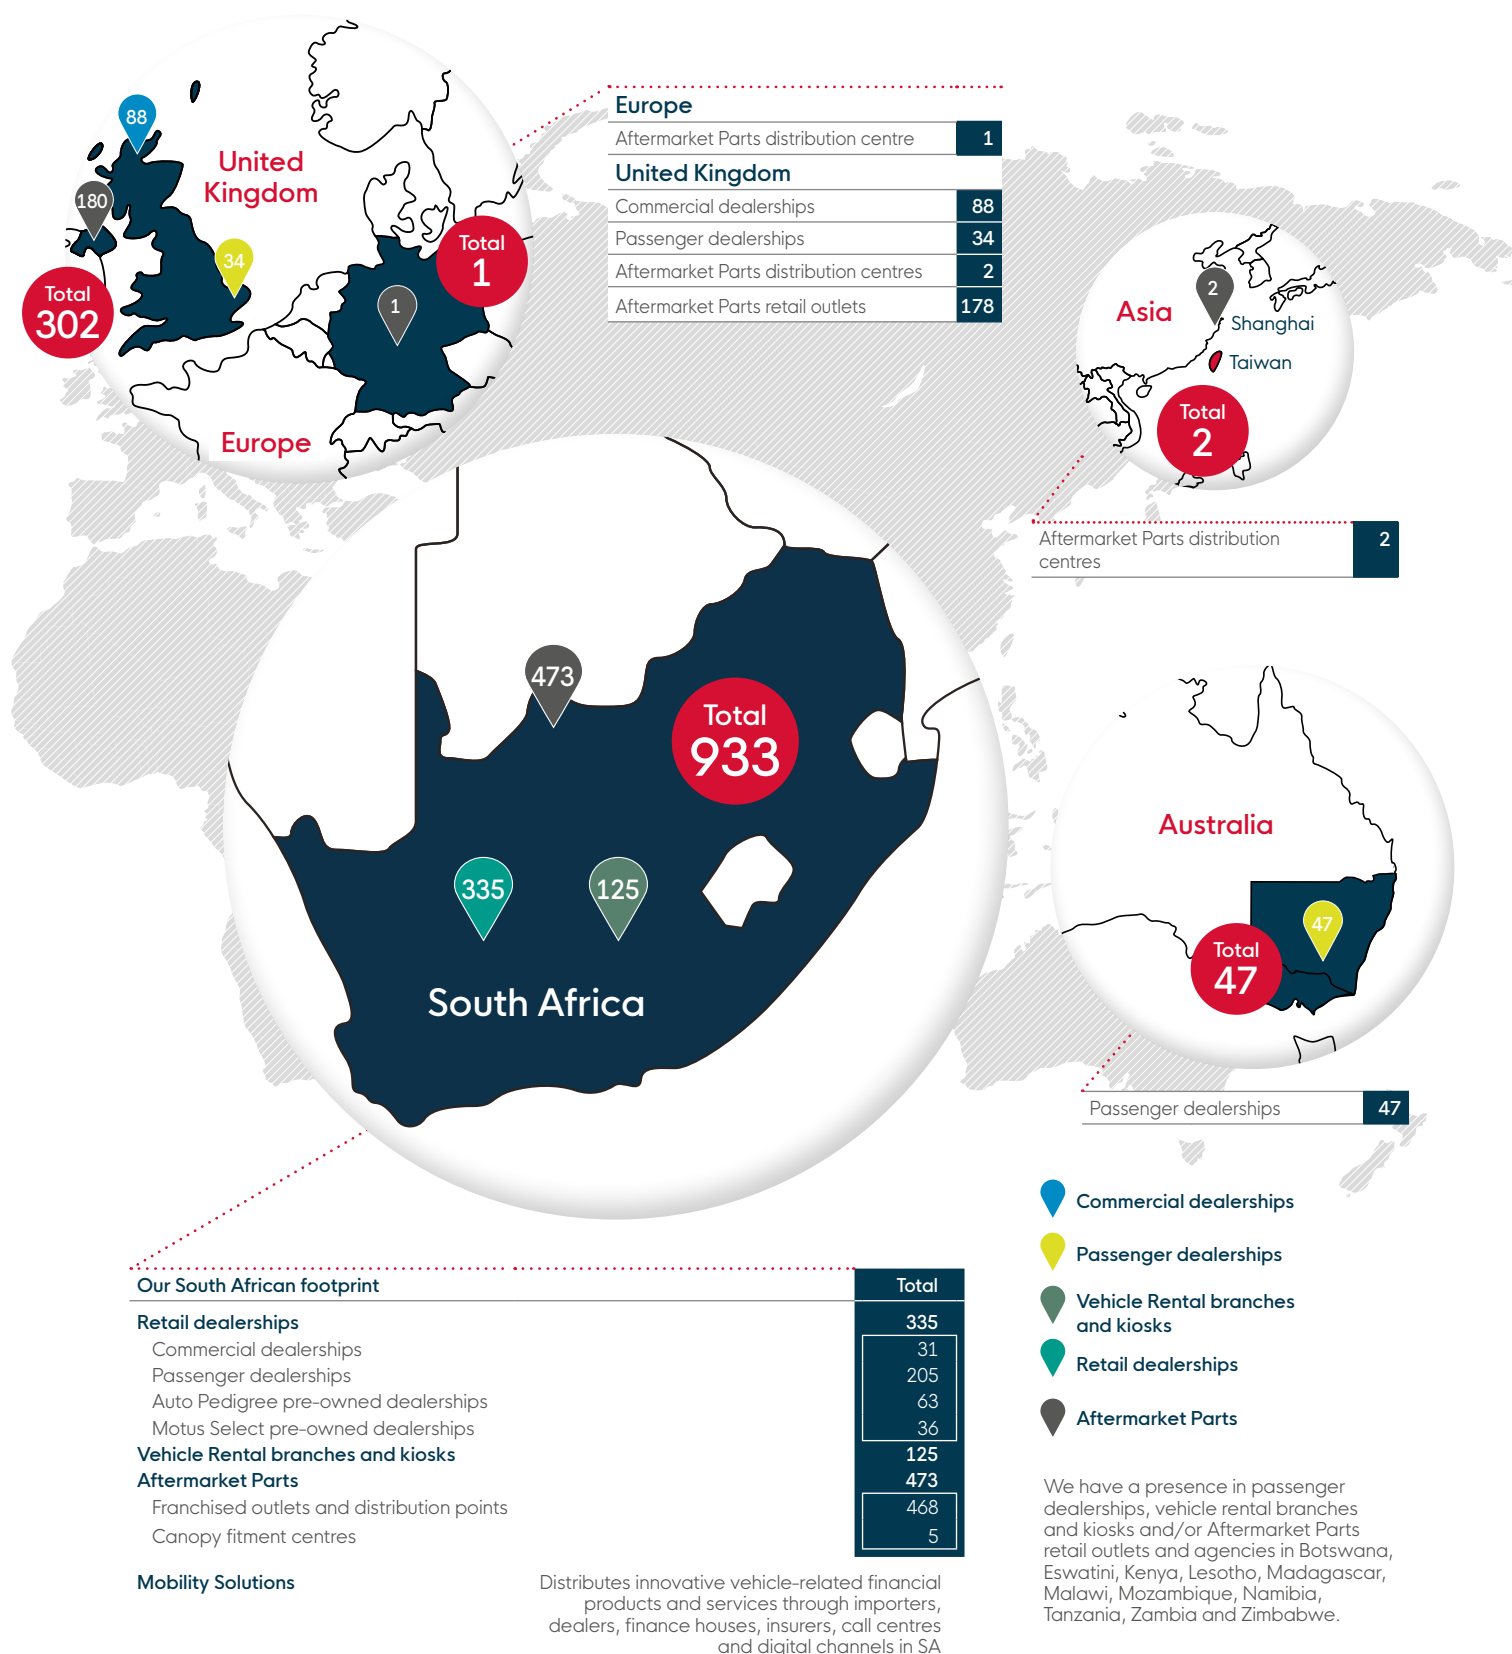 88
United
Kingdom
180
34
Total
302
Total
1
1
Europe
Europe
Aftermarket Parts distribution centre 1
United Kingdom
Commercial dealerships 88
Passenger dealerships 34
Aftermarket Parts distribution centres 2
Aftermarket Parts retail outlets 178
Asia
2
Shanghai
Taiwan
Total
2
Aftermarket Parts distribution
centres
2
473
Total
933
335
125
South Africa
Australia
47
Total
47
Passenger dealerships 47
Commercial dealerships
Passenger dealerships
Vehicle Rental branches
and kiosks
Retail dealerships
Aftermarket Parts
We have a presence in passenger
dealerships, vehicle rental branches
and kiosks and/or Aftermarket Parts
retail outlets and agencies in Botswana,
Eswatini, Kenya, Lesotho, Madagascar,
Malawi, Mozambique, Namibia,
Tanzania, Zambia and Zimbabwe.
Our South African footprint Total
Retail dealerships 335
Commercial dealerships 31
Passenger dealerships 205
Auto Pedigree pre-owned dealerships 63
Motus Select pre-owned dealerships 36
Vehicle Rental branches and kiosks 125
Aftermarket Parts 473
Franchised outlets and distribution points 468
Canopy fitment centres 5
Mobility Solutions Distributes innovative vehicle-related financial
products and services through importers,
dealers, finance houses, insurers, call centres
and digital channels in SA